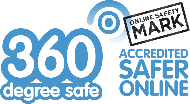 ONLINE SAFETY
MARK
360
degree safe
ACCREDITED
SAFER
ONLINE